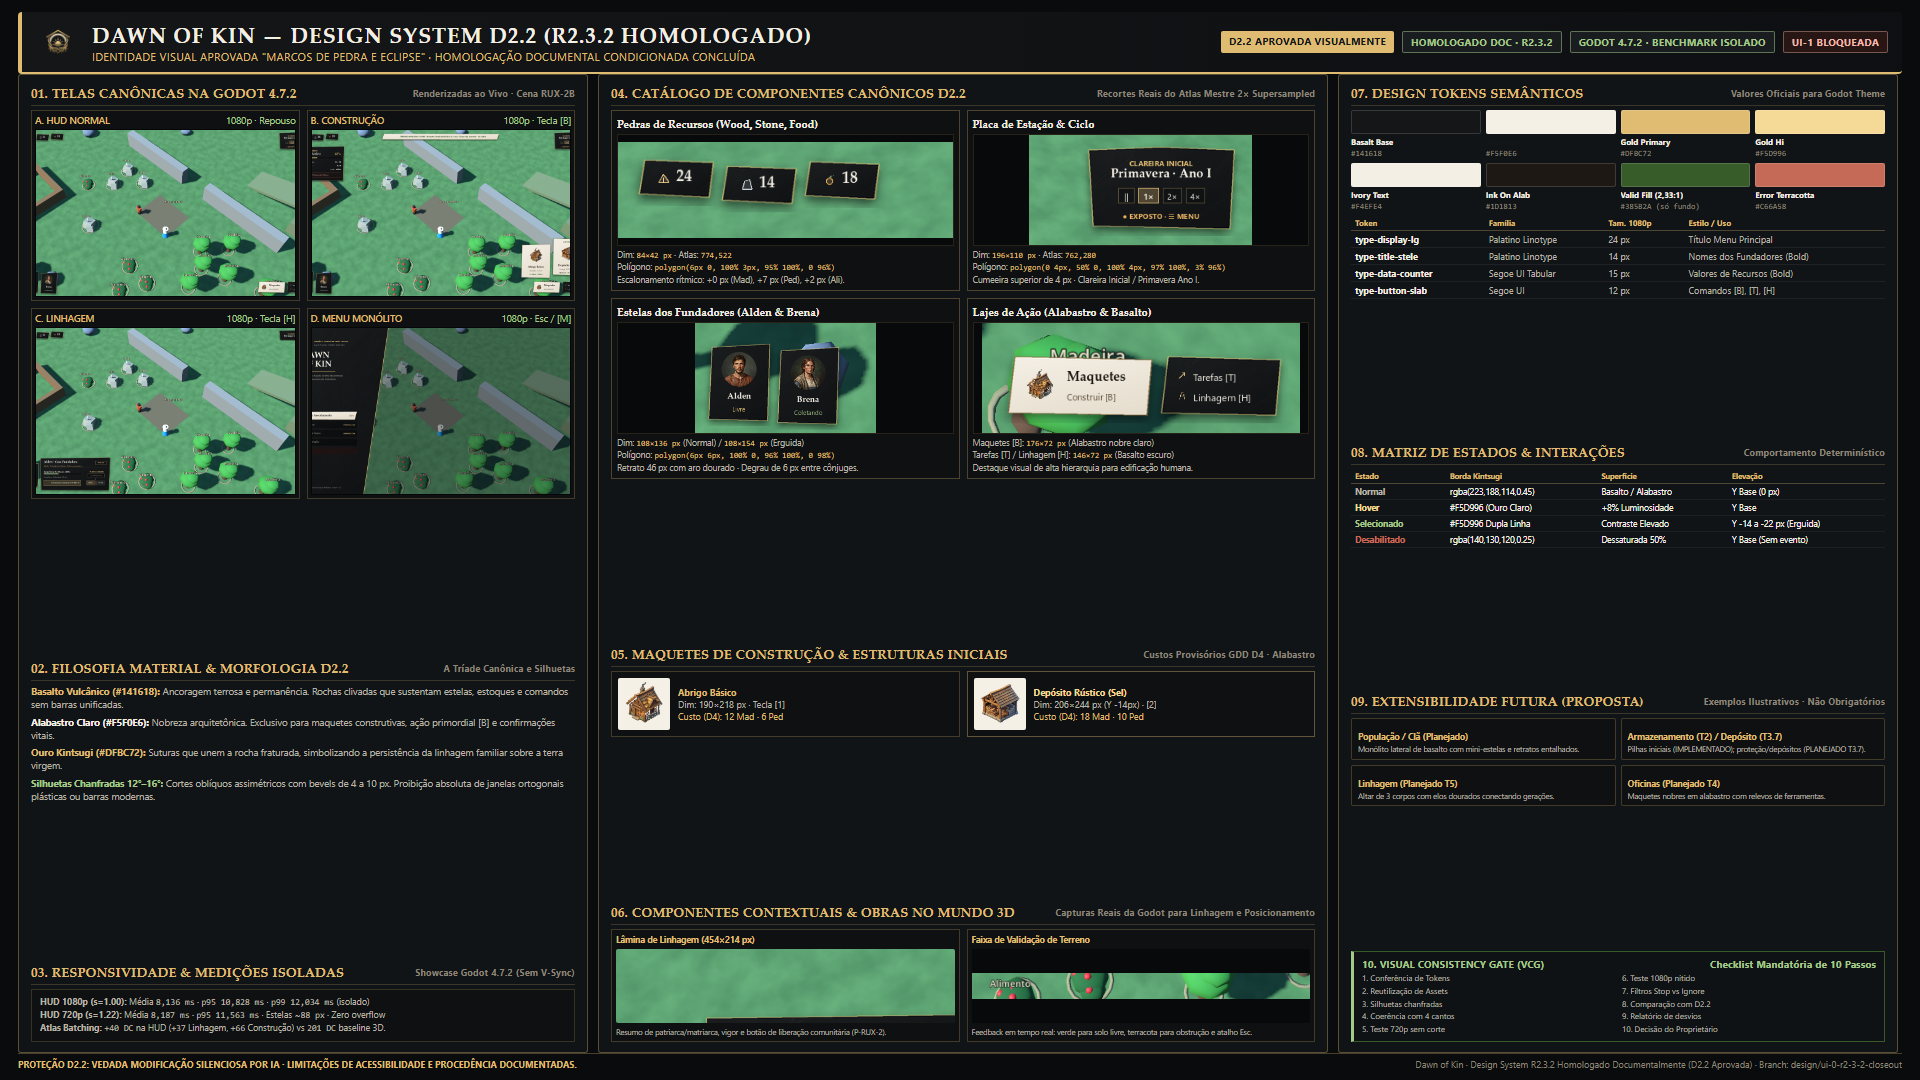 DAWN OF KIN — DESIGN SYSTEM D2.2 (R2.3.2 HOMOLOGADO)
IDENTIDADE VISUAL APROVADA "MARCOS DE PEDRA E ECLIPSE" · HOMOLOGAÇÃO DOCUMENTAL CONDICIONADA CONCLUÍDA
D2.2 APROVADA VISUALMENTE
HOMOLOGADO DOC · R2.3.2
GODOT 4.7.2 · BENCHMARK ISOLADO
UI-1 BLOQUEADA
01. TELAS CANÔNICAS NA GODOT 4.7.2
Renderizadas ao Vivo · Cena RUX-2B
A. HUD NORMAL
1080p · Repouso
B. CONSTRUÇÃO
1080p · Tecla [B]
C. LINHAGEM
1080p · Tecla [H]
D. MENU MONÓLITO
1080p · Esc / [M]
AWN
F KIN
02. FILOSOFIA MATERIAL & MORFOLOGIA D2.2
A Tríade Canônica e Silhuetas
Basalto Vulcânico (#141618): Ancoragem terrosa e permanência. Rochas clivadas que sustentam estelas, estoques e comandos
sem barras unificadas.
Alabastro Claro (#F5F0E6): Nobreza arquitetônica. Exclusivo para maquetes construtivas, ação primordial [B] e confirmações
vitais.
Ouro Kintsugi (#DFBC72): Suturas que unem a rocha fraturada, simbolizando a persistência da linhagem familiar sobre a terra
virgem.
Silhuetas Chanfradas 12°–16°: Cortes oblíquos assimétricos com bevels de 4 a 10 px. Proibição absoluta de janelas ortogonais
plásticas ou barras modernas.
03. RESPONSIVIDADE & MEDIÇÕES ISOLADAS
Showcase Godot 4.7.2 (Sem V-Sync)
HUD 1080p (s=1.00): Média 8,136 ms · p95 10,828 ms · p99 12,034 ms (isolado)
HUD 720p (s=1.22): Média 8,187 ms · p95 11,563 ms · Estelas ~88 px · Zero overflow
Atlas Batching: +40 DC na HUD (+37 Linhagem, +66 Construção) vs 201 DC baseline 3D.
04. CATÁLOGO DE COMPONENTES CANÔNICOS D2.2
Recortes Reais do Atlas Mestre 2× Supersampled
Pedras de Recursos (Wood, Stone, Food)
24
14
18
Dim: 84×42 px · Atlas: 774,522
Polígono: polygon(6px 0, 100% 3px, 95% 100%, 0 96%)
Escalonamento rítmico: +0 (Mad), +7 (Ped), +2 (Ali).
Placa de Estação & Ciclo
CLAREIRA INICIAL
Primavera · Ano I
|| 1× 2× 4×
● EXPOSTO · ☰ MENU
Dim: 196×110 px · Atlas: 762,280
Polígono: polygon(0 4px, 50% 0, 100% 4px, 97% 100%, 3% 96%)
Cumeeira superior de 4 px · Clareira Inicial / Primavera Ano I.
Estelas dos Fundadores (Alden & Brena)
Alden
Livre
Brena
Coletando
Dim: 108×136 px (Normal) / 108×154 px (Erguida)
Polígono: polygon(6px 6px, 100% 0, 96% 100%, 0 98%)
Retrato 46 px com aro dourado · Degrau de 6 px entre cônjuges.
Lajes de Ação (Alabastro & Basalto)
Madeira
Maquetes
Construir [B]
Tarefas [T]
Linhagem [H]
Maquetes [B]: 176×72 px (Alabastro nobre claro)
Tarefas [T] / Linhagem [H]: 146×72 px (Basalto escuro)
Destaque visual de alta hierarquia para edificação humana.
05. MAQUETES DE CONSTRUÇÃO & ESTRUTURAS INICIAIS
Custos Provisórios GDD D4 · Alabastro
Abrigo Básico
Dim: 190×218 px · Tecla [1]
Custo (D4): 12 Mad · 6 Ped
Depósito Rústico (Sel)
Dim: 206×244 px (Y -14px) · [2]
Custo (D4): 18 Mad · 10 Ped
06. COMPONENTES CONTEXTUAIS & OBRAS NO MUNDO 3D
Capturas Reais da Godot para Linhagem e Posicionamento
Lâmina de Linhagem (454×214 px)
Resumo de patriarca/matriarca, vigor e botão de liberação comunitária (P-RUX-2).
Faixa de Validação de Terreno
Alimento
Feedback em tempo real: verde para solo livre, terracota para obstrução e atalho Esc.
07. DESIGN TOKENS SEMÂNTICOS
Valores Oficiais para Godot Theme
Basalt Base
#141618
#F5F0E6
Gold Primary
#DFBC72
Gold Hi
#F5D996
Ivory Text
#F4EFE4
Ink On Alab
#1D1813
Valid Fill (2,33:1)
#385B2A (só fundo)
Error Terracotta
#C66A58
Token Família Tam. 1080p Estilo / Uso
type-display-lg Palatino Linotype 24 px Título Menu Principal
type-title-stele Palatino Linotype 14 px Nomes dos Fundadores (Bold)
type-data-counter Segoe UI Tabular 15 px Valores de Recursos (Bold)
type-button-slab Segoe UI 12 px Comandos [B], [T], [H]
08. MATRIZ DE ESTADOS & INTERAÇÕES
Comportamento Determinístico
Estado Borda Kintsugi Superfície Elevação
Normal rgba(223,188,114,0.45) Basalto / Alabastro Y Base (0 px)
Hover #F5D996 (Ouro Claro) +8% Luminosidade Y Base
Selecionado #F5D996 Dupla Linha Contraste Elevado Y -14 a -22 px (Erguida)
Desabilitado rgba(140,130,120,0.25) Dessaturada 50% Y Base (Sem evento)
09. EXTENSIBILIDADE FUTURA (PROPOSTA)
Exemplos Ilustrativos · Não Obrigatórios
População / Clã (Planejado)
Monólito lateral de basalto com mini-estelas e retratos entalhados.
Armazenamento (T2) / Depósito (T3.7)
Pilhas iniciais (IMPLEMENTADO); proteção/depósitos (PLANEJADO T3.7).
Linhagem (Planejado T5)
Altar de 3 corpos com elos dourados conectando gerações.
Oficinas (Planejado T4)
Maquetes nobres em alabastro com relevos de ferramentas.
10. VISUAL CONSISTENCY GATE (VCG)
Checklist Mandatória de 10 Passos
1. Conferência de Tokens
2. Reutilização de Assets
3. Silhuetas chanfradas
4. Coerência com 4 cantos
5. Teste 720p sem corte
6. Teste 1080p nítido
7. Filtros Stop vs Ignore
8. Comparação com D2.2
9. Relatório de desvios
10. Decisão do Proprietário
PROTEÇÃO D2.2: VEDADA MODIFICAÇÃO SILENCIOSA POR IA · LIMITAÇÕES DE ACESSIBILIDADE E PROCEDÊNCIA DOCUMENTADAS.
Dawn of Kin · Design System R2.3.2 Homologado Documentalmente (D2.2 Aprovada) · Branch: design/ui-0-r2-3-2-closeout